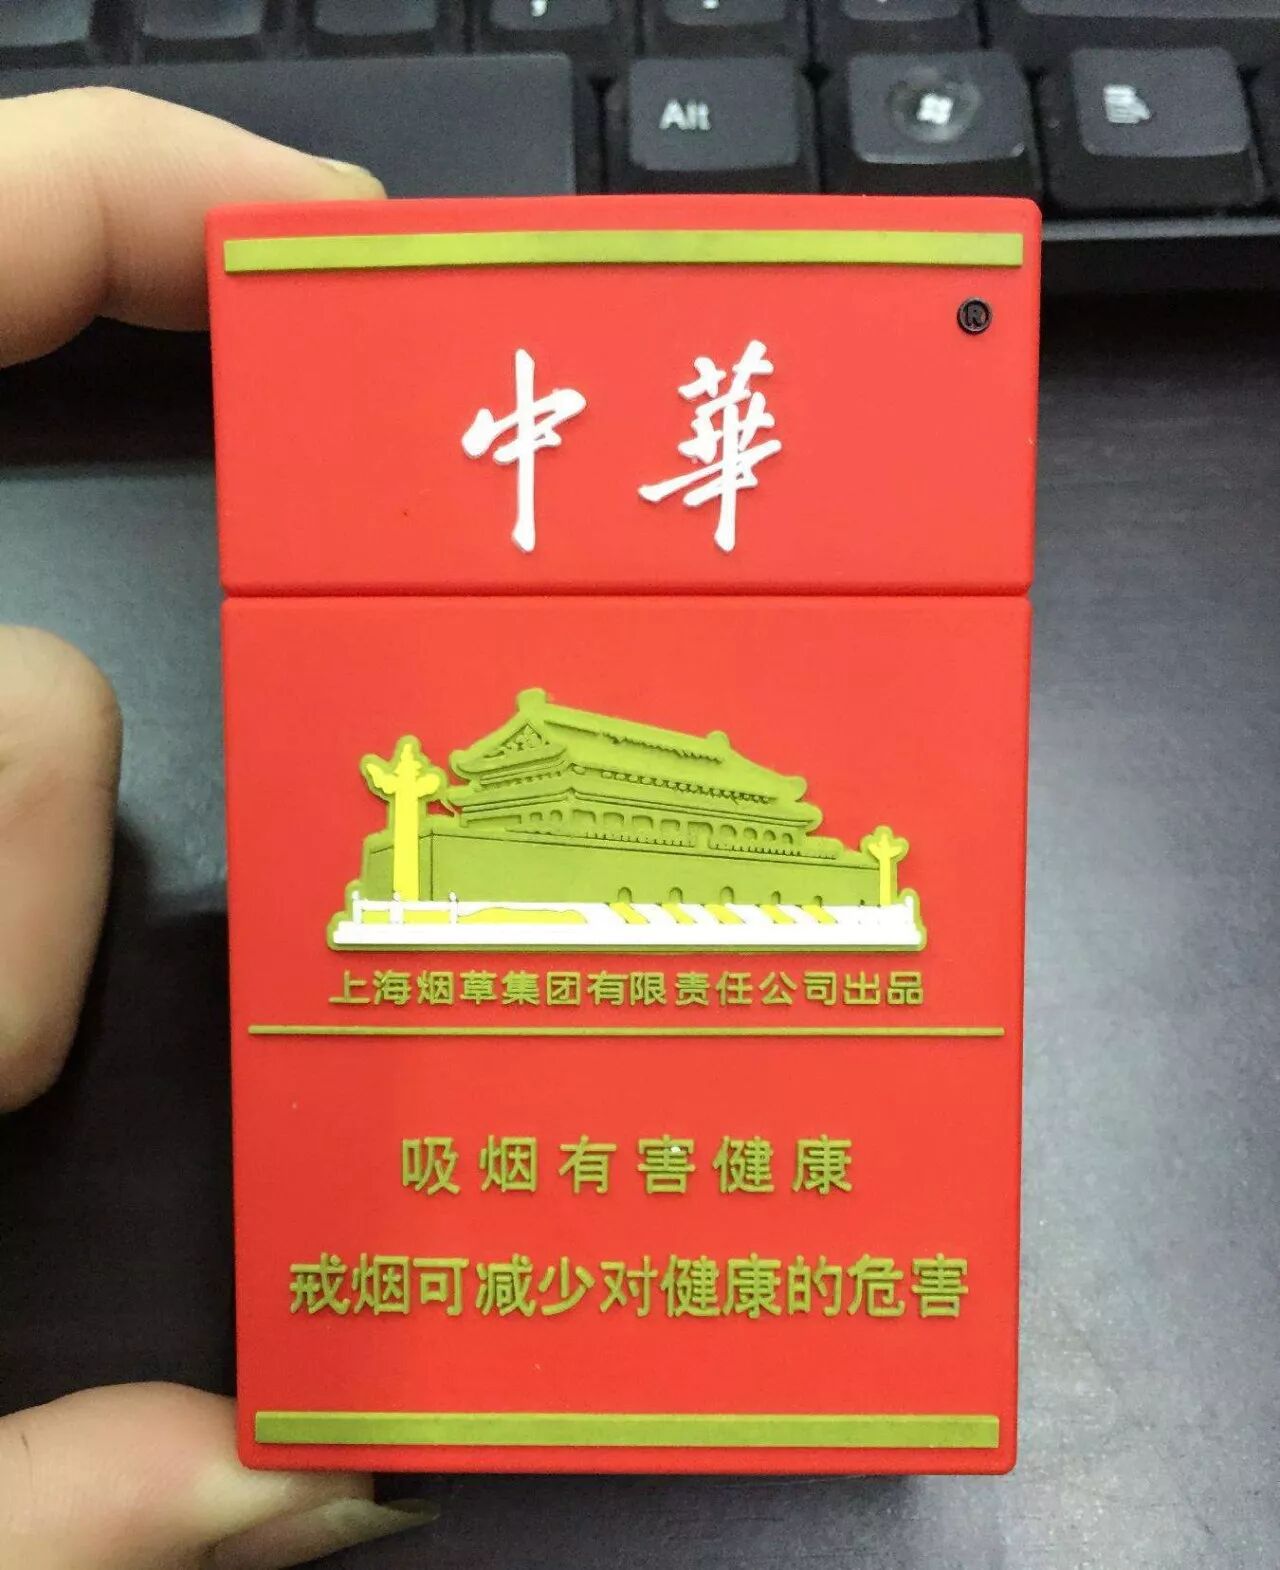 Alt
®
中華
上海烟草集团有限责任公司出品
吸烟有害健康
戒烟可减少对健康的危害